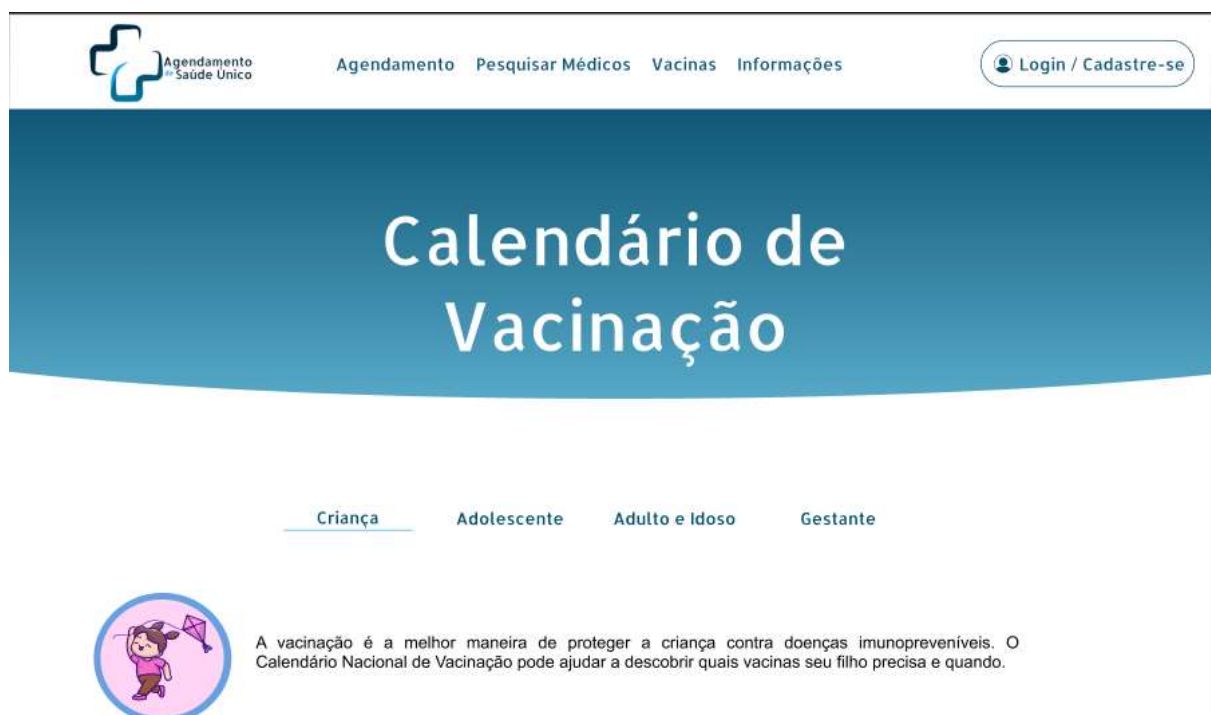 Agendamento
de Saúde Único
Agendamento Pesquisar Médicos Vacinas Informações
Login / Cadastre-se
Calendário de
Vacinação
Criança Adolescente Adulto e Idoso Gestante
A vacinação é a melhor maneira de proteger a criança contra doenças imunopreveníveis. O
Calendário Nacional de Vacinação pode ajudar a descobrir quais vacinas seu filho precisa e quando.